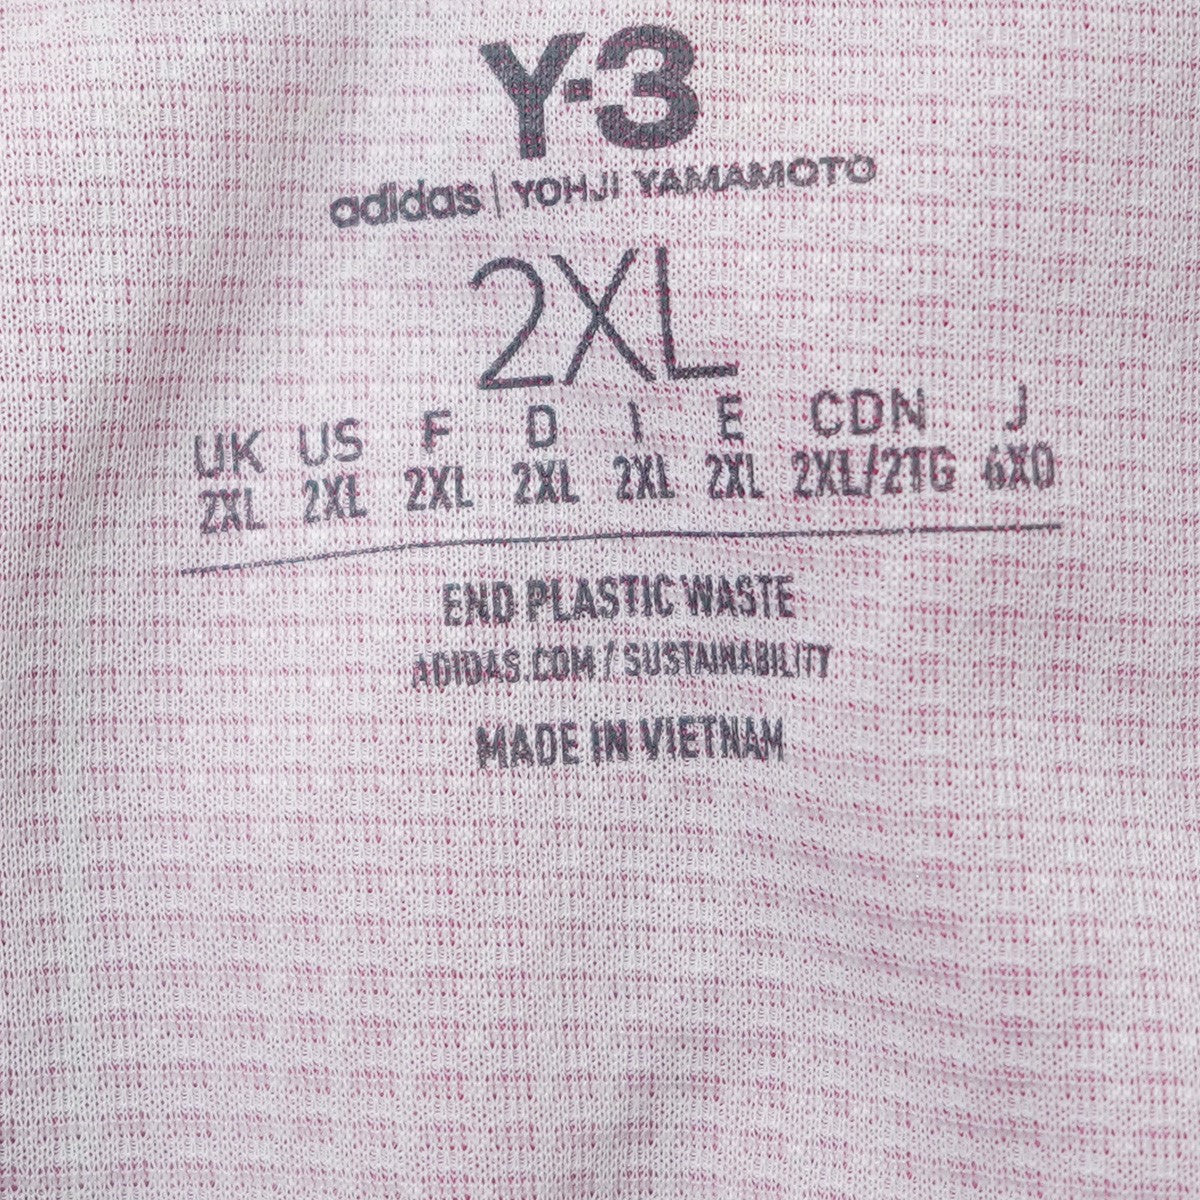 Y-3
adidas | YOHJI YAMAMOTO
2XL
UK US F D I E CDN J
2XL 2XL 2XL 2XL 2XL 2XL 2XL/2TG 6XO
END PLASTIC WASTE
ADIDAS.COM / SUSTAINABILITY
MADE IN VIETNAM